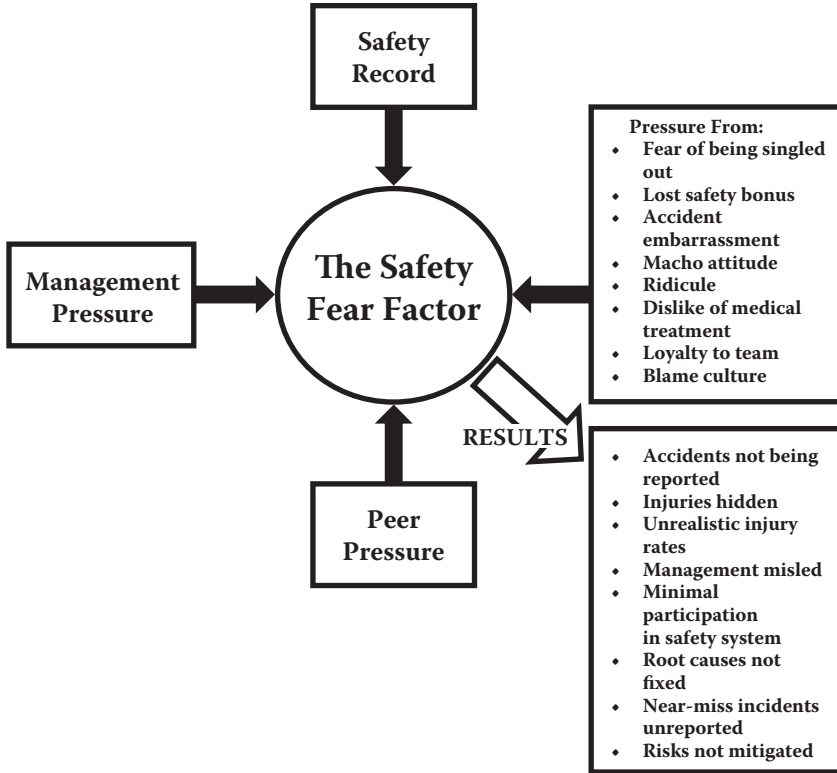 Safety
Record
Pressure From:
• Fear of being singled
out
• Lost safety bonus
• Accident
embarrassment
• Macho attitude
• Ridicule
• Dislike of medical
treatment
• Loyalty to team
• Blame culture
Management
Pressure
The Safety
Fear Factor
RESULTS
Peer
Pressure
• Accidents not being
reported
• Injuries hidden
• Unrealistic injury
rates
• Management misled
• Minimal
participation
in safety system
• Root causes not
fixed
• Near-miss incidents
unreported
• Risks not mitigated